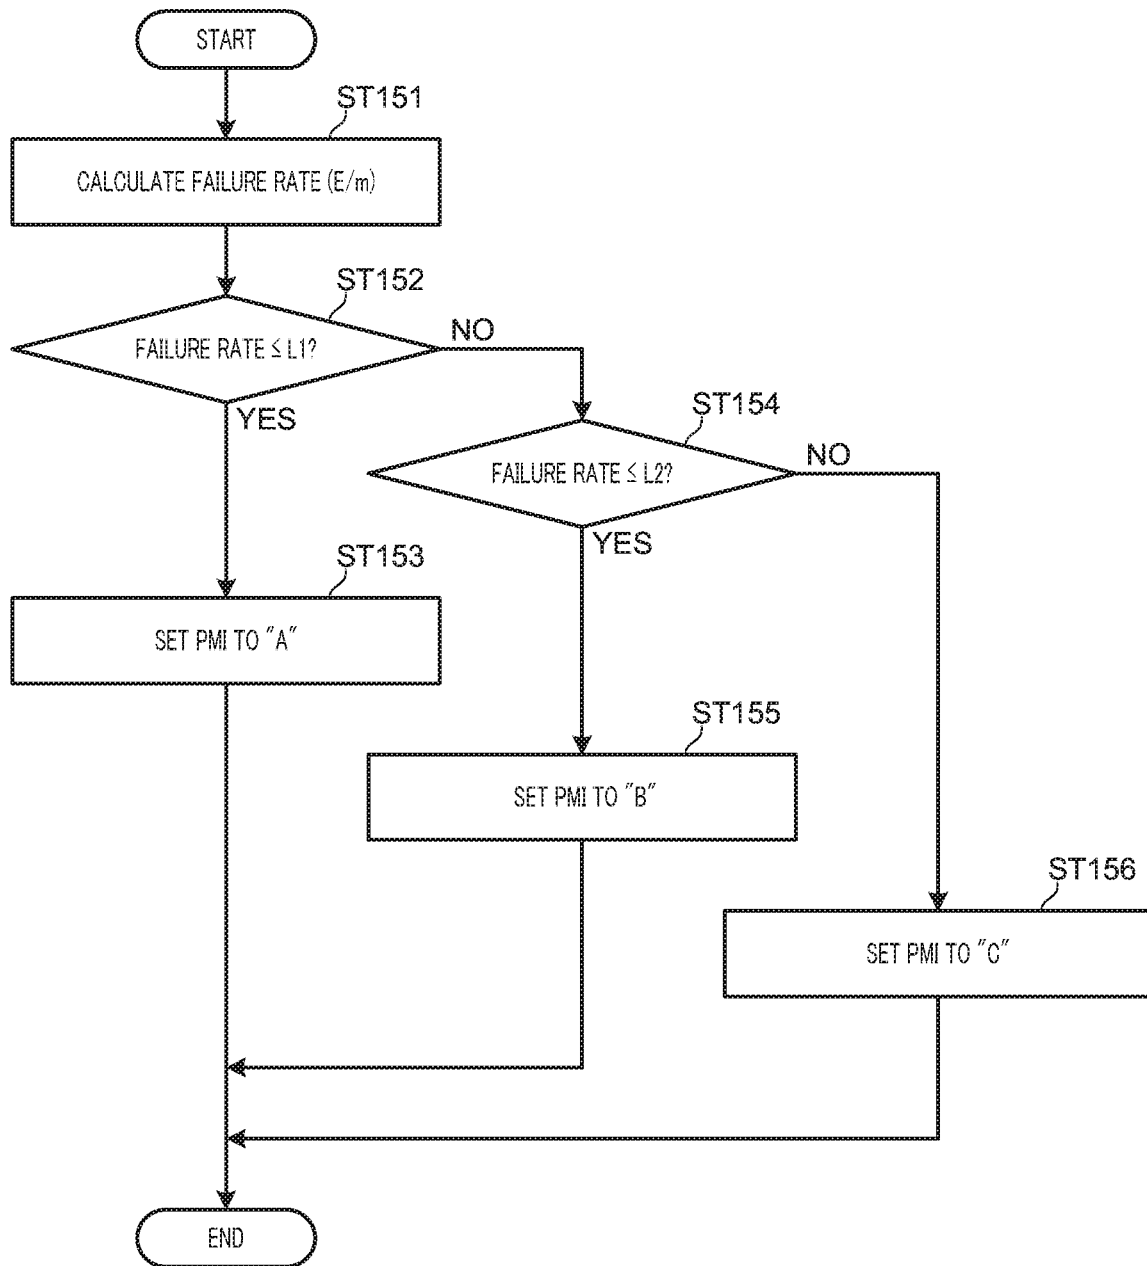 START
ST151
CALCULATE FAILURE RATE (E/m)
ST152
FAILURE RATE ≤ L1?
NO
YES
ST154
FAILURE RATE ≤ L2?
NO
YES
ST153
SET PMI TO "A"
ST155
SET PMI TO "B"
ST156
SET PMI TO "C"
END